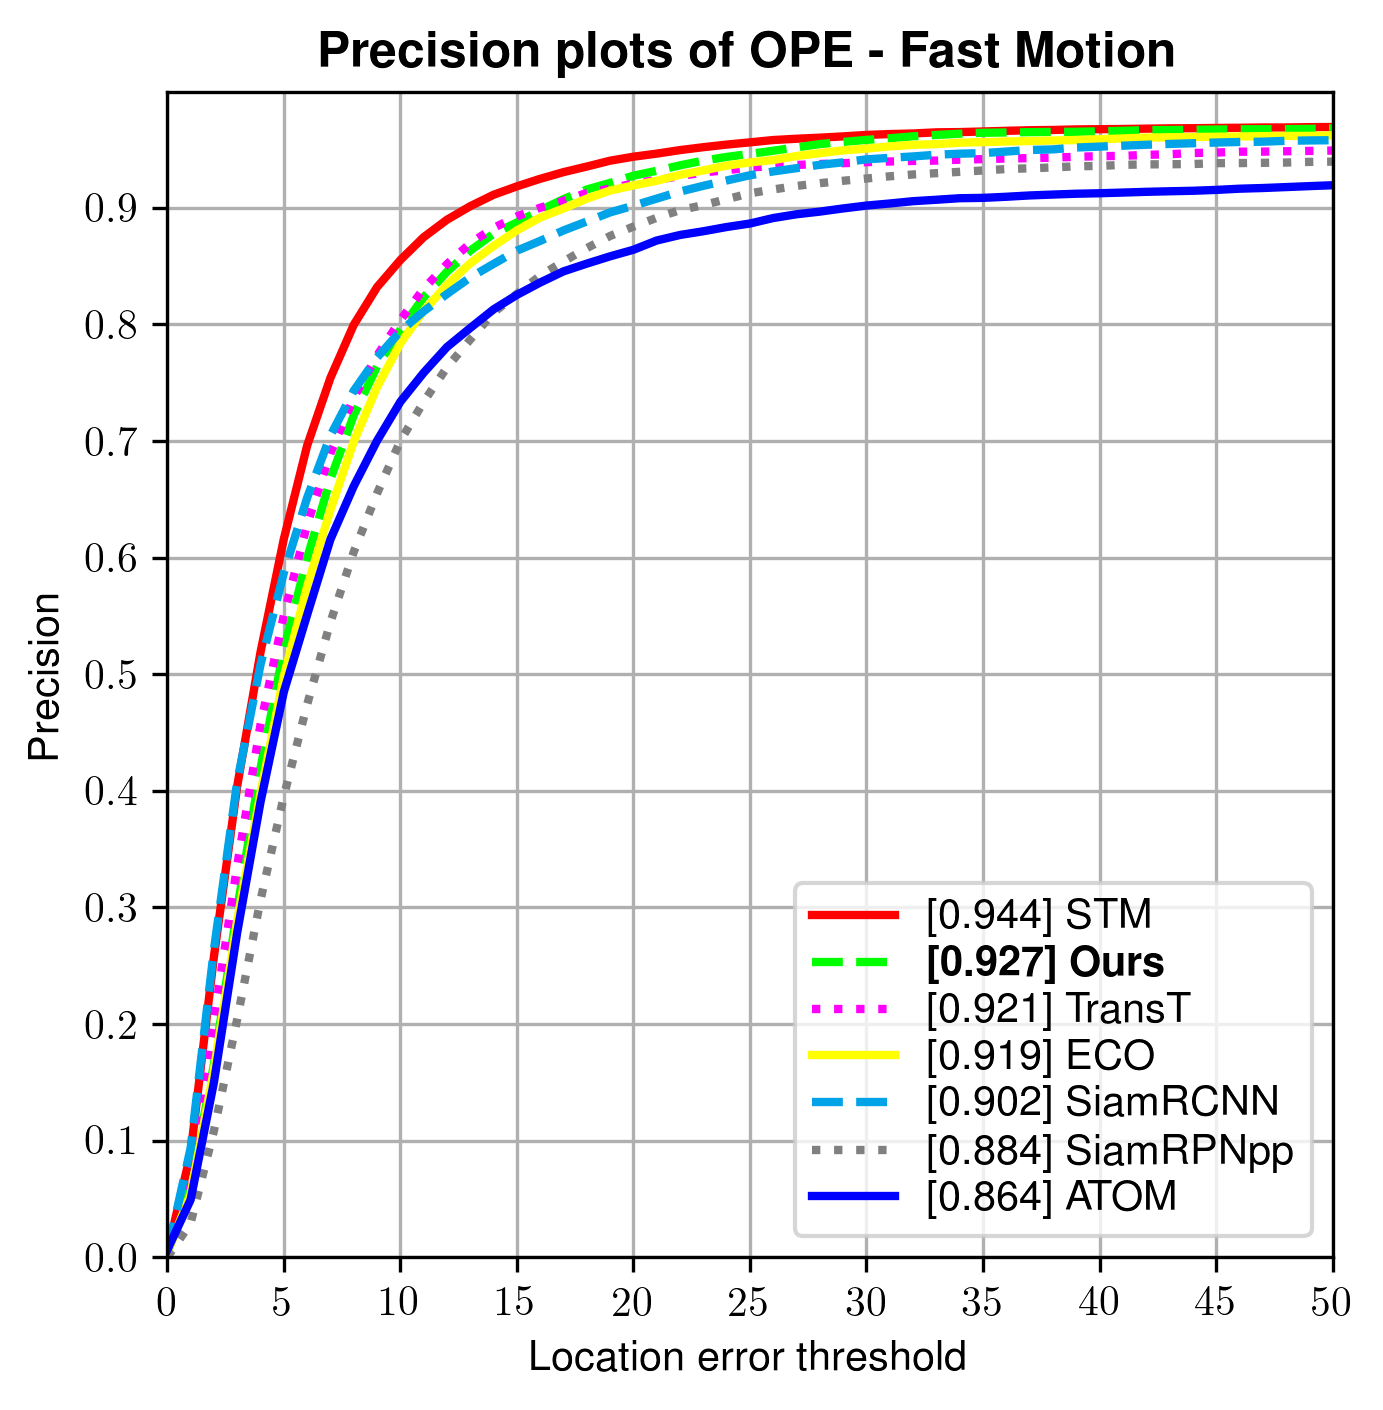 Precision plots of OPE - Fast Motion
Precision
0.9
0.8
0.7
0.6
0.5
0.4
0.3
0.2
0.1
0.0
[0.944] STM
[0.927] Ours
[0.921] TransT
[0.919] ECO
[0.902] SiamRCNN
[0.884] SiamRPNpp
[0.864] ATOM
0 5 10 15 20 25 30 35 40 45 50
Location error threshold